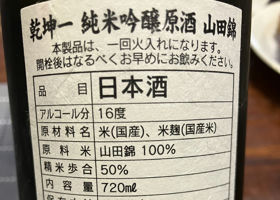 乾坤一 純米吟醸原酒 山田錦
本製品は、一回火入れになります。
開栓後はなるべくお早めにお飲みください。
品目 日本酒
アルコール分 16度
原材料名 米(国産)、米麹(国産米)
原料米 山田錦 100%
精米歩合 50%
内容量 720㎖